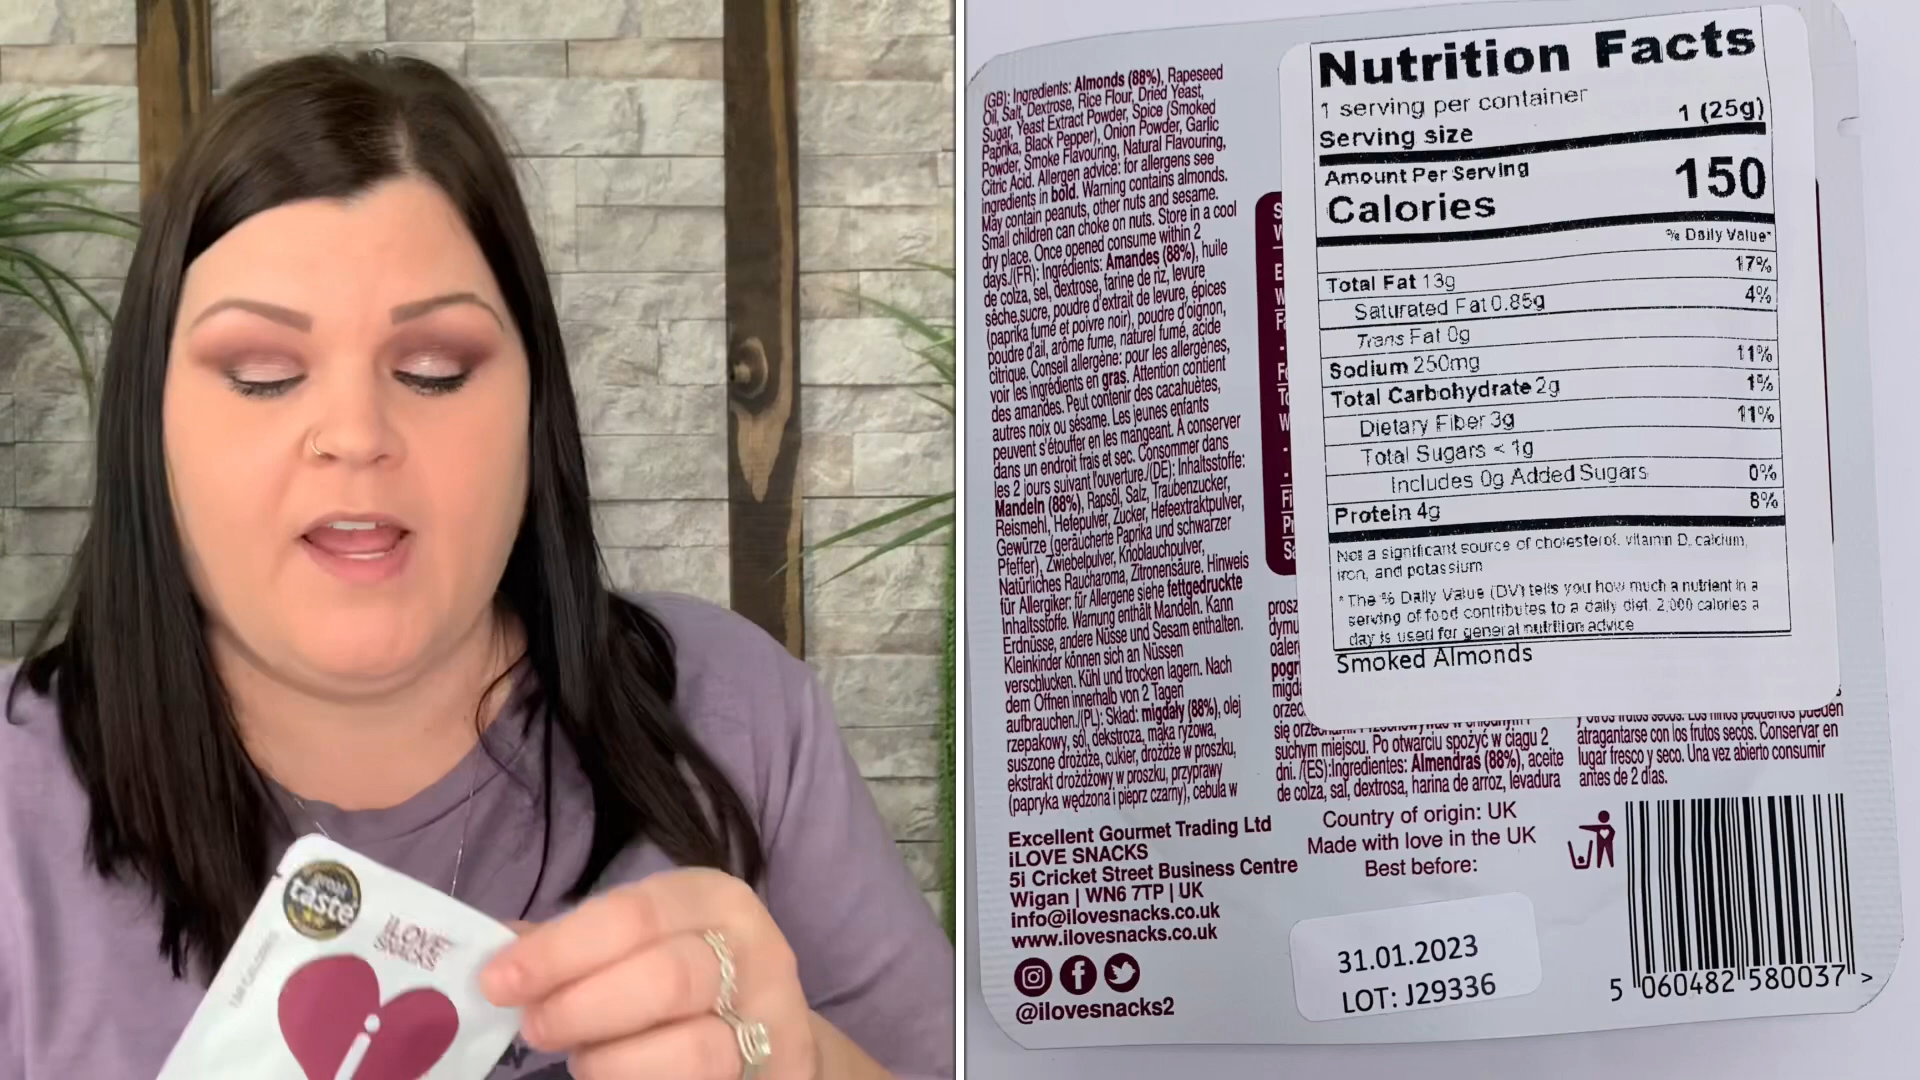 great
taste
iLOVE
SNACKS
(GB): Ingredients: Almonds (88%), Rapeseed
Oil, Salt, Dextrose, Rice Flour, Dried Yeast,
Sugar, Yeast Extract Powder, Spice (Smoked
Paprika, Black Pepper), Onion Powder, Garlic
Powder, Smoke Flavouring, Natural Flavouring,
Citric Acid. Allergen advice: for allergens see
ingredients in bold. Warning contains almonds.
May contain peanuts, other nuts and sesame.
Small children can choke on nuts. Store in a cool
dry place. Once opened consume within 2
days./(FR): Ingrédients: Amandes (88%), huile
de colza, sel, dextrose, farine de riz, levure
sèche,sucre, poudre d'extrait de levure, épices
(paprika fumé et poivre noir), poudre d'oignon,
poudre d'ail, arôme fume, naturel fumé, acide
citrique. Conseil allergène: pour les allergènes,
voir les ingrédients en gras. Attention contient
des amandes. Peut contenir des cacahuètes,
autres noix ou sésame. Les jeunes enfants
peuvent s'étouffer en les mangeant. A conserver
dans un endroit frais et sec. Consommer dans
les 2 jours suivant l'ouverture./(DE): Inhaltsstoffe:
Mandeln (88%), Rapsöl, Salz, Traubenzucker,
Reismehl, Hefepulver, Zucker, Hefeextraktpulver,
Gewürze (geräucherte Paprika und schwarzer
Pfeffer), Zwiebelpulver, Knoblauchpulver,
Natürliches Raucharoma, Zitronensäure. Hinweis
für Allergiker: für Allergene siehe fettgedruckte
Inhaltsstoffe. Warnung enthält Mandeln. Kann
Erdnüsse, andere Nüsse und Sesam enthalten.
Kleinkinder können sich an Nüssen
verschlucken. Kühl und trocken lagern. Nach
dem Öffnen innerhalb von 2 Tagen
aufbrauchen./(PL): Skład: migdały (88%), olej
rzepakowy, sól, dekstroza, mąka ryżowa,
suszone drożdże, cukier, drożdże w proszku,
ekstrakt drożdżowy w proszku, przyprawy
(papryka wędzona i pieprz czarny), cebula w
Nutrition Facts
1 serving per container
Serving size 1 (25g)
Amount Per Serving
Calories 150
% Daily Value*
Total Fat 13g 17%
Saturated Fat 0.85g 4%
Trans Fat 0g
Sodium 250mg 11%
Total Carbohydrate 2g 1%
Dietary Fiber 3g 11%
Total Sugars < 1g
Includes 0g Added Sugars 0%
Protein 4g 8%
Not a significant source of cholesterol, vitamin D, calcium,
iron, and potassium
* The % Daily Value (DV) tells you how much a nutrient in a
serving of food contributes to a daily diet. 2,000 calories a
day is used for general nutrition advice
Smoked Almonds
suchym miejscu. Po otwarciu spożyć w ciągu 2
dni. /(ES):Ingredientes: Almendras (88%), aceite
de colza, sal, dextrosa, harina de arroz, levadura
y otros frutos secos. Los niños pequeños pueden
atragantarse con los frutos secos. Conservar en
lugar fresco y seco. Una vez abierto consumir
antes de 2 días.
Excellent Gourmet Trading Ltd
iLOVE SNACKS
5i Cricket Street Business Centre
Wigan | WN6 7TP | UK
info@ilovesnacks.co.uk
www.ilovesnacks.co.uk
@ilovesnacks2
Country of origin: UK
Made with love in the UK
Best before:
31.01.2023
LOT: J29336
5 060482 580037 >